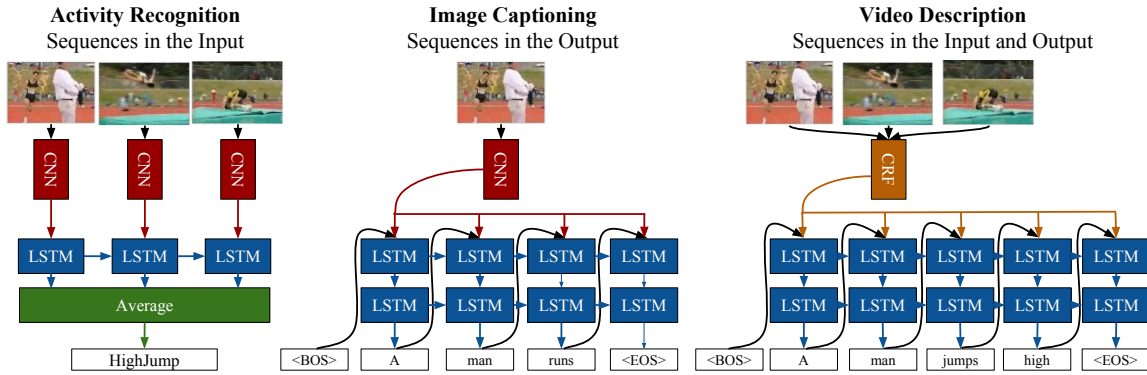 Activity Recognition
Sequences in the Input
CNN
CNN
CNN
LSTM
LSTM
LSTM
Average
HighJump
Image Captioning
Sequences in the Output
CNN
LSTM
LSTM
LSTM
LSTM
LSTM
LSTM
LSTM
LSTM
<BOS>
A
man
runs
<EOS>
Video Description
Sequences in the Input and Output
CRF
LSTM
LSTM
LSTM
LSTM
LSTM
LSTM
LSTM
LSTM
LSTM
LSTM
<BOS>
A
man
jumps
high
<EOS>